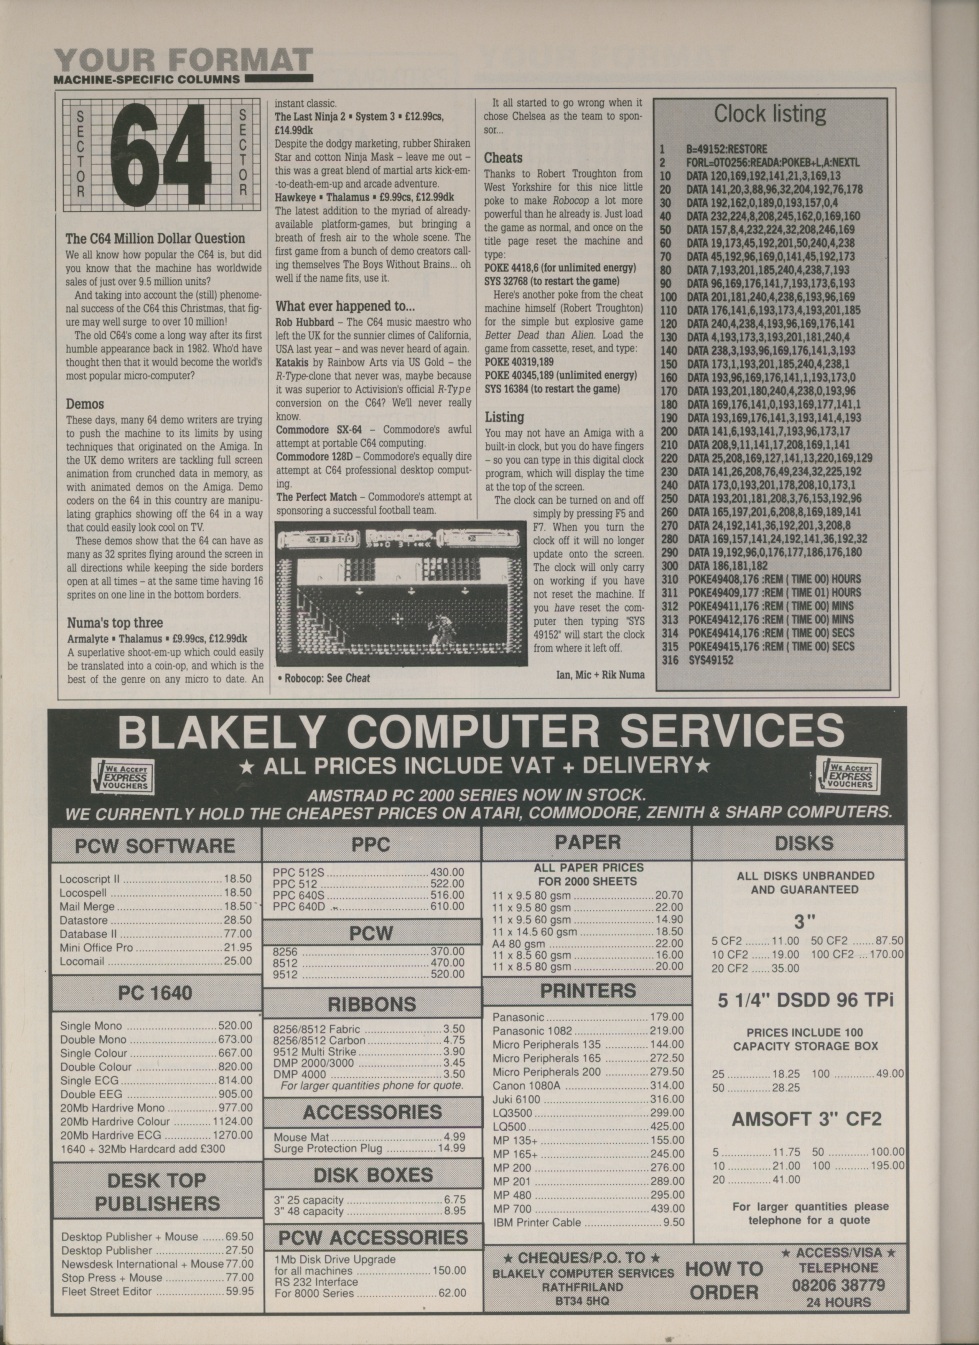 YOUR FORMAT
MACHINE-SPECIFIC COLUMNS
SECTOR
64
SECTOR
The C64 Million Dollar Question
We all know how popular the C64 is, but did
you know that the machine has worldwide
sales of just over 9.5 million units?
And taking into account the (still) phenome-
nal success of the C64 this Christmas, that fig-
ure may well surge to over 10 million!
The old C64's come a long way after its first
humble appearance back in 1982. Who'd have
thought then that it would become the world's
most popular micro-computer?
Demos
These days, many 64 demo writers are trying
to push the machine to its limits by using
techniques that originated on the Amiga. In
the UK demo writers are tackling full screen
animation from crunched data in memory, as
with animated demos on the Amiga. Demo
coders on the 64 in this country are manipu-
lating graphics showing off the 64 in a way
that could easily look cool on TV.
These demos show that the 64 can have as
many as 32 sprites flying around the screen in
all directions while keeping the side borders
open at all times – at the same time having 16
sprites on one line in the bottom borders.
Numa's top three
Armalyte • Thalamus • £9.99cs, £12.99dk
A superlative shoot-em-up which could easily
be translated into a coin-op, and which is the
best of the genre on any micro to date. An
instant classic.
The Last Ninja 2 • System 3 • £12.99cs,
£14.99dk
Despite the dodgy marketing, rubber Shiraken
Star and cotton Ninja Mask – leave me out –
this was a great blend of martial arts kick-em-
-to-death-em-up and arcade adventure.
Hawkeye • Thalamus • £9.99cs, £12.99dk
The latest addition to the myriad of already-
available platform-games, but bringing a
breath of fresh air to the whole scene. The
first game from a bunch of demo creators call-
ing themselves The Boys Without Brains... oh
well if the name fits, use it.
What ever happened to...
Rob Hubbard – The C64 music maestro who
left the UK for the sunnier climes of California,
USA last year – and was never heard of again.
Katakis by Rainbow Arts via US Gold – the
R-Type-clone that never was, maybe because
it was superior to Activision's official R-Type
conversion on the C64? We'll never really
know.
Commodore SX-64 – Commodore's awful
attempt at portable C64 computing.
Commodore 128D – Commodore's equally dire
attempt at C64 professional desktop comput-
ing.
The Perfect Match – Commodore's attempt at
sponsoring a successful football team.
• Robocop: See Cheat
It all started to go wrong when it
chose Chelsea as the team to spon-
sor...
Cheats
Thanks to Robert Troughton from
West Yorkshire for this nice little
poke to make Robocop a lot more
powerful than he already is. Just load
the game as normal, and once on the
title page reset the machine and
type:
POKE 4418,6 (for unlimited energy)
SYS 32768 (to restart the game)
Here's another poke from the cheat
machine himself (Robert Troughton)
for the simple but explosive game
Better Dead than Alien. Load the
game from cassette, reset, and type:
POKE 40319,189
POKE 40345,189 (unlimited energy)
SYS 16384 (to restart the game)
Listing
You may not have an Amiga with a
built-in clock, but you do have fingers
– so you can type in this digital clock
program, which will display the time
at the top of the screen.
The clock can be turned on and off
simply by pressing F5 and
F7. When you turn the
clock off it will no longer
update onto the screen.
The clock will only carry
on working if you have
not reset the machine. If
you have reset the com-
puter then typing "SYS
49152" will start the clock
from where it left off.
Ian, Mic + Rik Numa
Clock listing
1 B=49152:RESTORE
2 FORL=0TO256:READA:POKEB+L,A:NEXTL
10 DATA 120,169,192,141,21,3,169,13
20 DATA 141,20,3,88,96,32,204,192,76,178
30 DATA 192,162,0,189,0,193,157,0,4
40 DATA 232,224,8,208,245,162,0,169,160
50 DATA 157,8,4,232,224,32,208,246,169
60 DATA 19,173,45,192,201,50,240,4,238
70 DATA 45,192,96,169,0,141,45,192,173
80 DATA 7,193,201,185,240,4,238,7,193
90 DATA 96,169,176,141,7,193,173,6,193
100 DATA 201,181,240,4,238,6,193,96,169
110 DATA 176,141,6,193,173,4,193,201,185
120 DATA 240,4,238,4,193,96,169,176,141
130 DATA 4,193,173,3,193,201,181,240,4
140 DATA 238,3,193,96,169,176,141,3,193
150 DATA 173,1,193,201,185,240,4,238,1
160 DATA 193,96,169,176,141,1,193,173,0
170 DATA 193,201,180,240,4,238,0,193,96
180 DATA 169,176,141,0,193,169,177,141,1
190 DATA 193,169,176,141,3,193,141,4,193
200 DATA 141,6,193,141,7,193,96,173,17
210 DATA 208,9,11,141,17,208,169,1,141
220 DATA 25,208,169,127,141,13,220,169,129
230 DATA 141,26,208,76,49,234,32,225,192
240 DATA 173,0,193,201,178,208,10,173,1
250 DATA 193,201,181,208,3,76,153,192,96
260 DATA 165,197,201,6,208,8,169,189,141
270 DATA 24,192,141,36,192,201,3,208,8
280 DATA 169,157,141,24,192,141,36,192,32
290 DATA 19,192,96,0,176,177,186,176,180
300 DATA 186,181,182
310 POKE49408,176 :REM ( TIME 00) HOURS
311 POKE49409,177 :REM ( TIME 01) HOURS
312 POKE49411,176 :REM ( TIME 00) MINS
313 POKE49412,176 :REM ( TIME 00) MINS
314 POKE49414,176 :REM ( TIME 00) SECS
315 POKE49415,176 :REM ( TIME 00) SECS
316 SYS49152
BLAKELY COMPUTER SERVICES
WE ACCEPT
EXPRESS
VOUCHERS
★ ALL PRICES INCLUDE VAT + DELIVERY★
WE ACCEPT
EXPRESS
VOUCHERS
AMSTRAD PC 2000 SERIES NOW IN STOCK.
WE CURRENTLY HOLD THE CHEAPEST PRICES ON ATARI, COMMODORE, ZENITH & SHARP COMPUTERS.
PCW SOFTWARE
Locoscript II 18.50
Locospell 18.50
Mail Merge 18.50
Datastore 28.50
Database II 77.00
Mini Office Pro 21.95
Locomail 25.00
PC 1640
Single Mono 520.00
Double Mono 673.00
Single Colour 667.00
Double Colour 820.00
Single ECG 814.00
Double EEG 905.00
20Mb Hardrive Mono 977.00
20Mb Hardrive Colour 1124.00
20Mb Hardrive ECG 1270.00
1640 + 32Mb Hardcard add £300
DESK TOP
PUBLISHERS
Desktop Publisher + Mouse 69.50
Desktop Publisher 27.50
Newsdesk International + Mouse 77.00
Stop Press + Mouse 77.00
Fleet Street Editor 59.95
PPC
PPC 512S 430.00
PPC 512 522.00
PPC 640S 516.00
PPC 640D 610.00
PCW
8256 370.00
8512 470.00
9512 520.00
RIBBONS
8256/8512 Fabric 3.50
8256/8512 Carbon 4.75
9512 Multi Strike 3.90
DMP 2000/3000 3.45
DMP 4000 3.50
For larger quantities phone for quote.
ACCESSORIES
Mouse Mat 4.99
Surge Protection Plug 14.99
DISK BOXES
3" 25 capacity 6.75
3" 48 capacity 8.95
PCW ACCESSORIES
1Mb Disk Drive Upgrade
for all machines 150.00
RS 232 Interface
For 8000 Series 62.00
PAPER
ALL PAPER PRICES
FOR 2000 SHEETS
11 x 9.5 80 gsm 20.70
11 x 9.5 80 gsm 22.00
11 x 9.5 60 gsm 14.90
11 x 14.5 60 gsm 18.50
A4 80 gsm 22.00
11 x 8.5 60 gsm 16.00
11 x 8.5 80 gsm 20.00
PRINTERS
Panasonic 179.00
Panasonic 1082 219.00
Micro Peripherals 135 144.00
Micro Peripherals 165 272.50
Micro Peripherals 200 279.50
Canon 1080A 314.00
Juki 6100 316.00
LQ3500 299.00
LQ500 425.00
MP 135+ 155.00
MP 165+ 245.00
MP 200 276.00
MP 201 289.00
MP 480 295.00
MP 700 439.00
IBM Printer Cable 9.50
DISKS
ALL DISKS UNBRANDED
AND GUARANTEED
3"
5 CF2 11.00 50 CF2 87.50
10 CF2 19.00 100 CF2 170.00
20 CF2 35.00
5 1/4" DSDD 96 TPi
PRICES INCLUDE 100
CAPACITY STORAGE BOX
25 18.25 100 49.00
50 28.25
AMSOFT 3" CF2
5 11.75 50 100.00
10 21.00 100 195.00
20 41.00
For larger quantities please
telephone for a quote
★ CHEQUES/P.O. TO ★
BLAKELY COMPUTER SERVICES
RATHFRILAND
BT34 5HQ
HOW TO
ORDER
★ ACCESS/VISA ★
TELEPHONE
08206 38779
24 HOURS